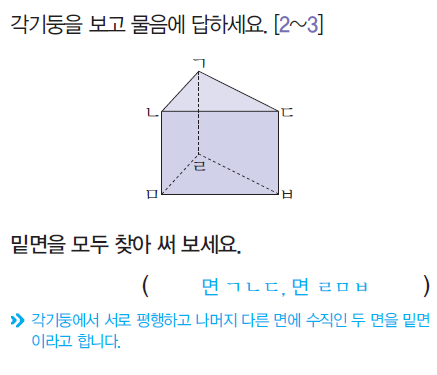 각기둥을 보고 물음에 답하세요. [2~3]
ㄱ
ㄴ ㄷ
ㄹ
ㅁ ㅂ
밑면을 모두 찾아 써 보세요.
( 면 ㄱㄴㄷ, 면 ㄹㅁㅂ )
각기둥에서 서로 평행하고 나머지 다른 면에 수직인 두 면을 밑면
이라고 합니다.